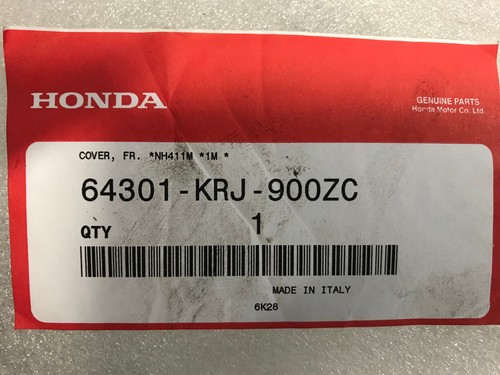 HONDA
GENUINE PARTS
Honda Motor Co., Ltd.
COVER, FR. *NH411M *1M *
64301-KRJ-900ZC
QTY 1
MADE IN ITALY
6K28